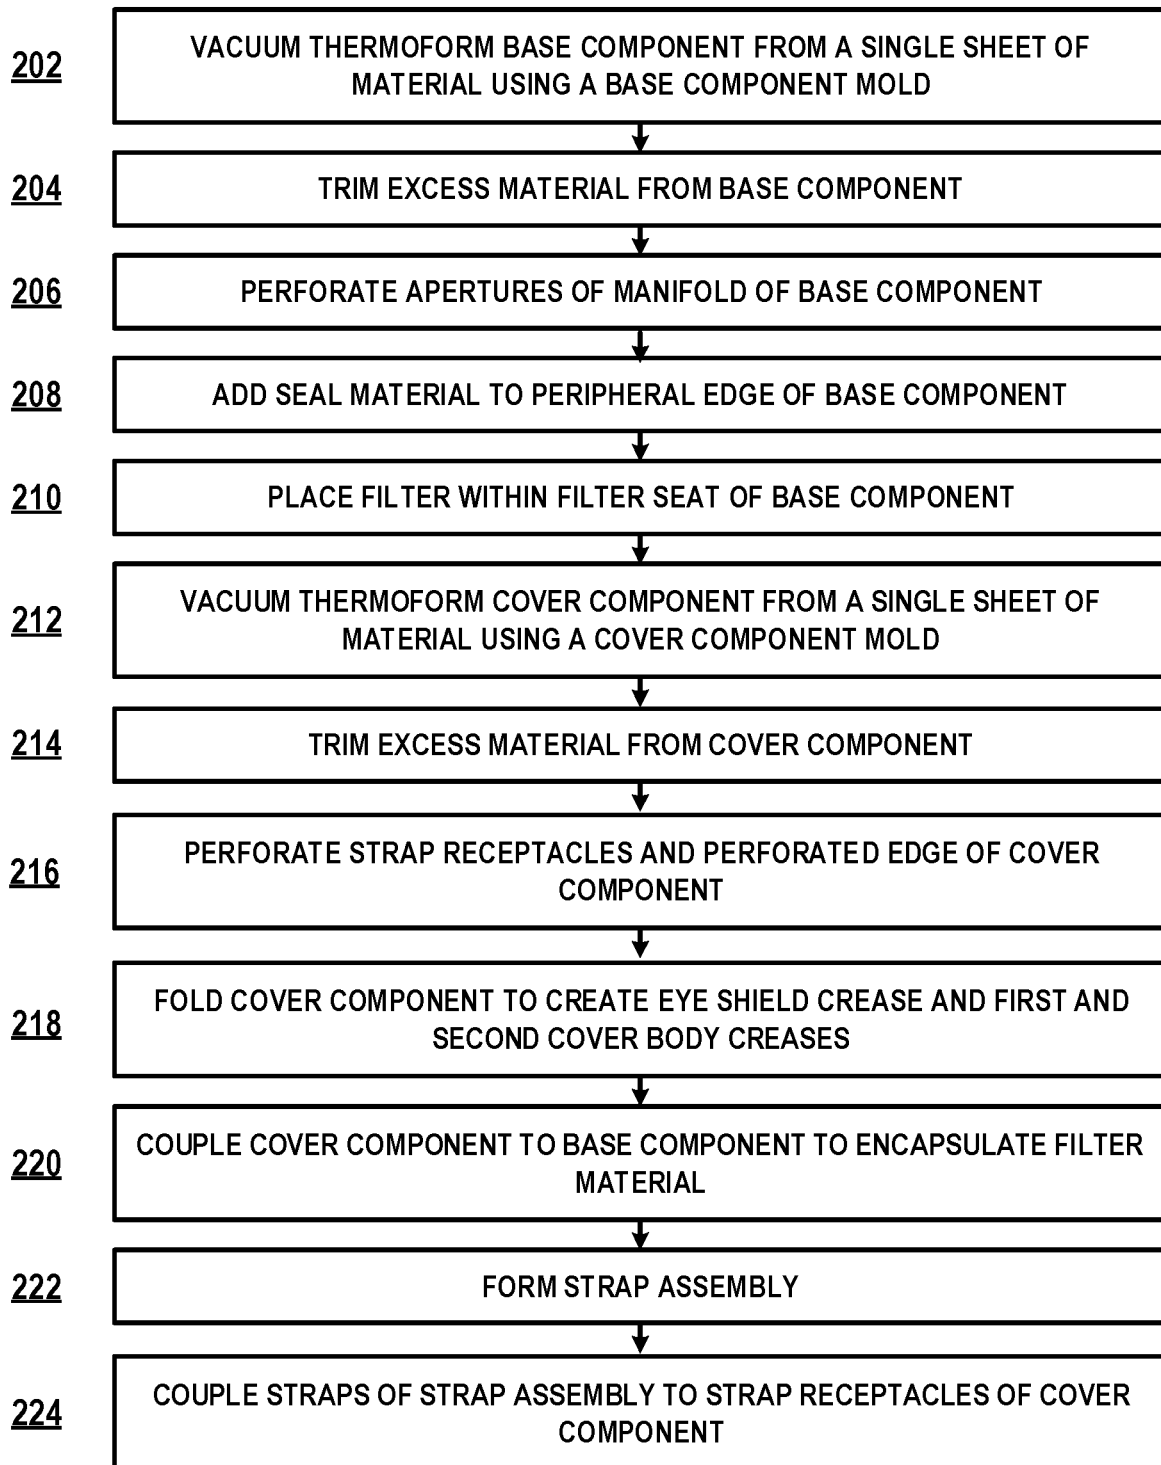 202
VACUUM THERMOFORM BASE COMPONENT FROM A SINGLE SHEET OF
MATERIAL USING A BASE COMPONENT MOLD
204
TRIM EXCESS MATERIAL FROM BASE COMPONENT
206
PERFORATE APERTURES OF MANIFOLD OF BASE COMPONENT
208
ADD SEAL MATERIAL TO PERIPHERAL EDGE OF BASE COMPONENT
210
PLACE FILTER WITHIN FILTER SEAT OF BASE COMPONENT
212
VACUUM THERMOFORM COVER COMPONENT FROM A SINGLE SHEET OF
MATERIAL USING A COVER COMPONENT MOLD
214
TRIM EXCESS MATERIAL FROM COVER COMPONENT
216
PERFORATE STRAP RECEPTACLES AND PERFORATED EDGE OF COVER
COMPONENT
218
FOLD COVER COMPONENT TO CREATE EYE SHIELD CREASE AND FIRST AND
SECOND COVER BODY CREASES
220
COUPLE COVER COMPONENT TO BASE COMPONENT TO ENCAPSULATE FILTER
MATERIAL
222
FORM STRAP ASSEMBLY
224
COUPLE STRAPS OF STRAP ASSEMBLY TO STRAP RECEPTACLES OF COVER
COMPONENT